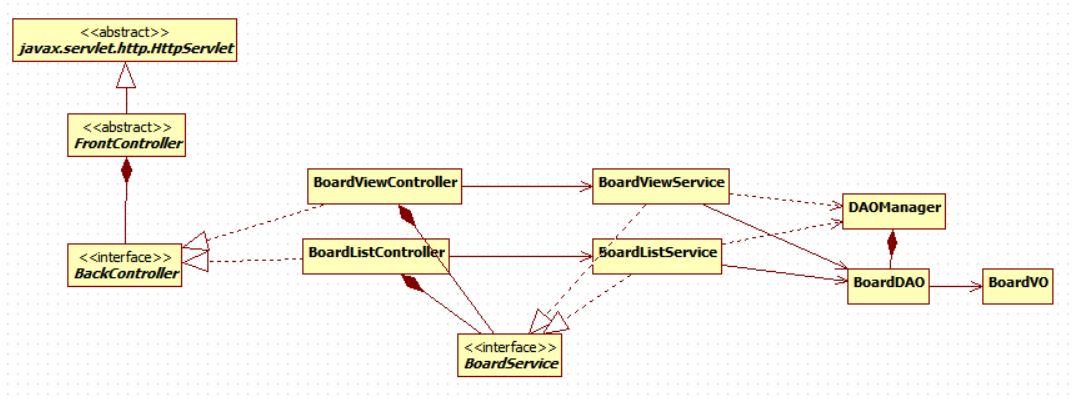 <<abstract>>
javax.servlet.http.HttpServlet
<<abstract>>
FrontController
BoardViewController
BoardViewService
DAOManager
<<interface>>
BackController
BoardListController
BoardListService
BoardDAO
BoardVO
<<interface>>
BoardService